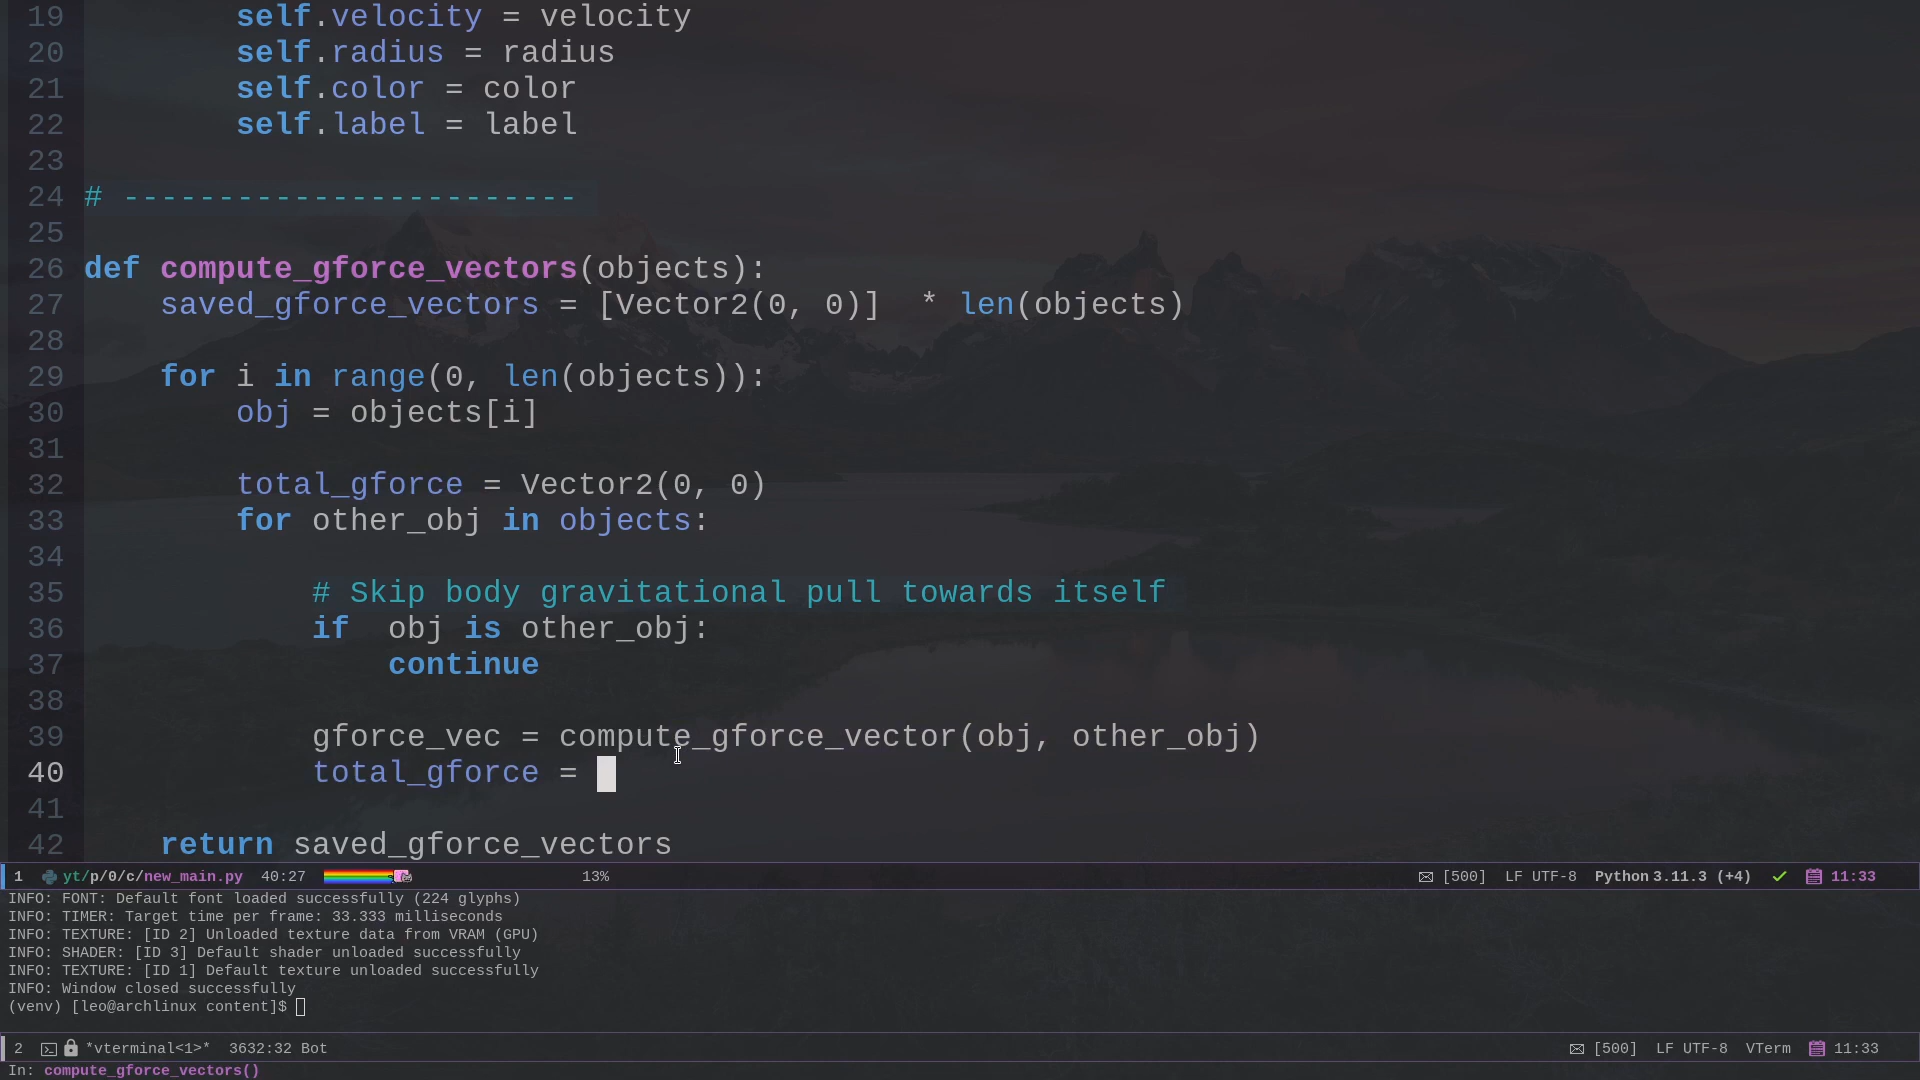 19 self.velocity = velocity
20 self.radius = radius
21 self.color = color
22 self.label = label
23
24 # ------------------------
25
26 def compute_gforce_vectors(objects):
27 saved_gforce_vectors = [Vector2(0, 0)]  * len(objects)
28
29 for i in range(0, len(objects)):
30 obj = objects[i]
31
32 total_gforce = Vector2(0, 0)
33 for other_obj in objects:
34
35 # Skip body gravitational pull towards itself
36 if  obj is other_obj:
37 continue
38
39 gforce_vec = compute_gforce_vector(obj, other_obj)
40 total_gforce =
41
42 return saved_gforce_vectors
1 yt/p/0/c/new_main.py 40:27 13% [500] LF UTF-8 Python 3.11.3 (+4) 11:33
INFO: FONT: Default font loaded successfully (224 glyphs)
INFO: TIMER: Target time per frame: 33.333 milliseconds
INFO: TEXTURE: [ID 2] Unloaded texture data from VRAM (GPU)
INFO: SHADER: [ID 3] Default shader unloaded successfully
INFO: TEXTURE: [ID 1] Default texture unloaded successfully
INFO: Window closed successfully
(venv) [leo@archlinux content]$
2 *vterminal<1>* 3632:32 Bot [500] LF UTF-8 VTerm 11:33
In: compute_gforce_vectors()